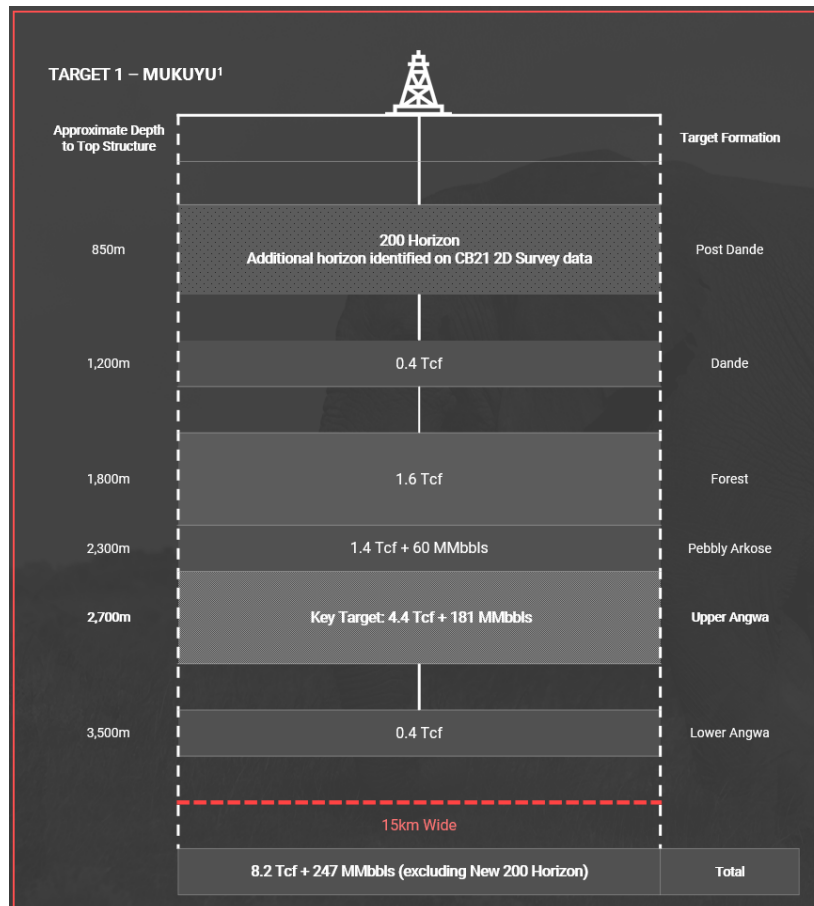 TARGET 1 – MUKUYU¹
Approximate Depth
to Top Structure
Target Formation
850m
200 Horizon
Additional horizon identified on CB21 2D Survey data
Post Dande
1,200m
0.4 Tcf
Dande
1,800m
1.6 Tcf
Forest
2,300m
1.4 Tcf + 60 MMbbls
Pebbly Arkose
2,700m
Key Target: 4.4 Tcf + 181 MMbbls
Upper Angwa
3,500m
0.4 Tcf
Lower Angwa
15km Wide
8.2 Tcf + 247 MMbbls (excluding New 200 Horizon)
Total